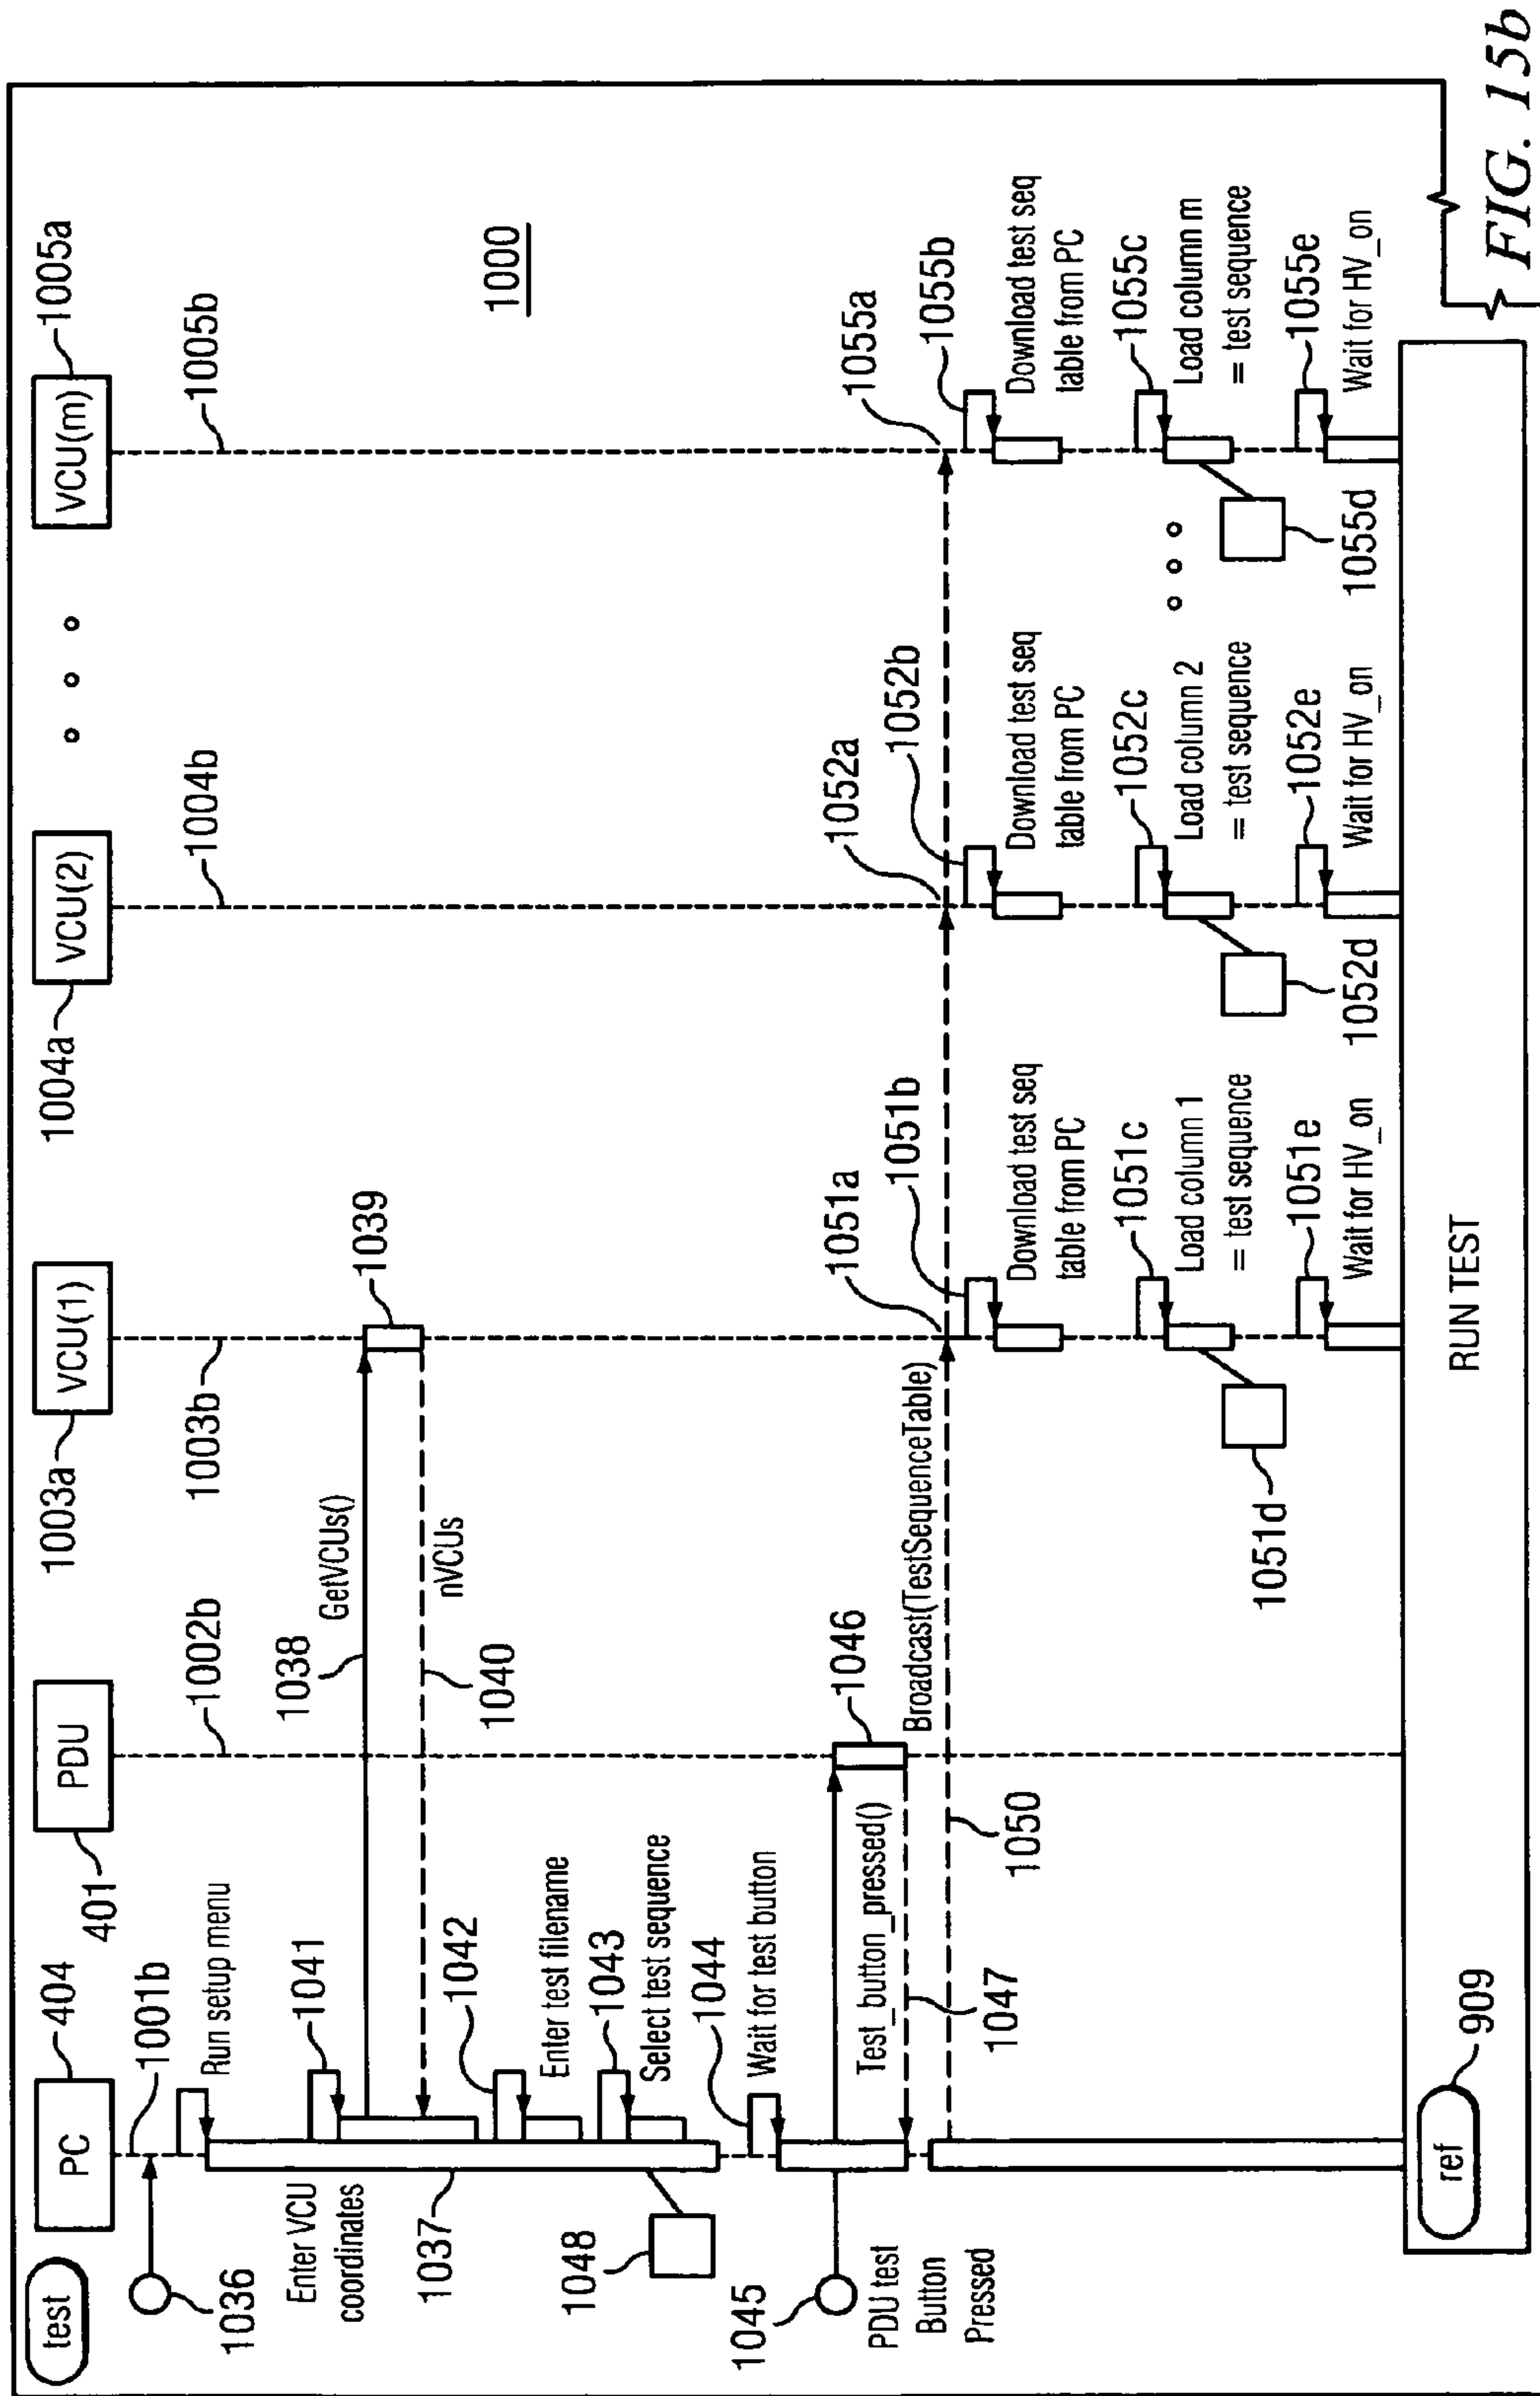 test
PC
404
PDU
401
VCU(1)
1003a
VCU(2)
1004a
VCU(m)
1005a
1036
1001b
1002b
1003b
1004b
1005b
Run setup menu
1000
Enter VCU
coordinates
1041
1038
GetVCUs()
1039
1037
nVCUs
1040
1042
Enter test filename
1043
Select test sequence
1048
1044
Wait for test button
1045
PDU test
Button
Pressed
1046
Test_button_pressed()
1047
Broadcast(TestSequenceTable)
1050
1051a
1052a
1055a
1051b
1052b
1055b
Download test seq
table from PC
Download test seq
table from PC
Download test seq
table from PC
1051c
1052c
1055c
Load column 1
= test sequence
Load column 2
= test sequence
Load column m
= test sequence
1051d
1052d
1055d
1051e
1052e
1055e
Wait for HV_on
Wait for HV_on
Wait for HV_on
ref
909
RUN TEST
FIG. 15b